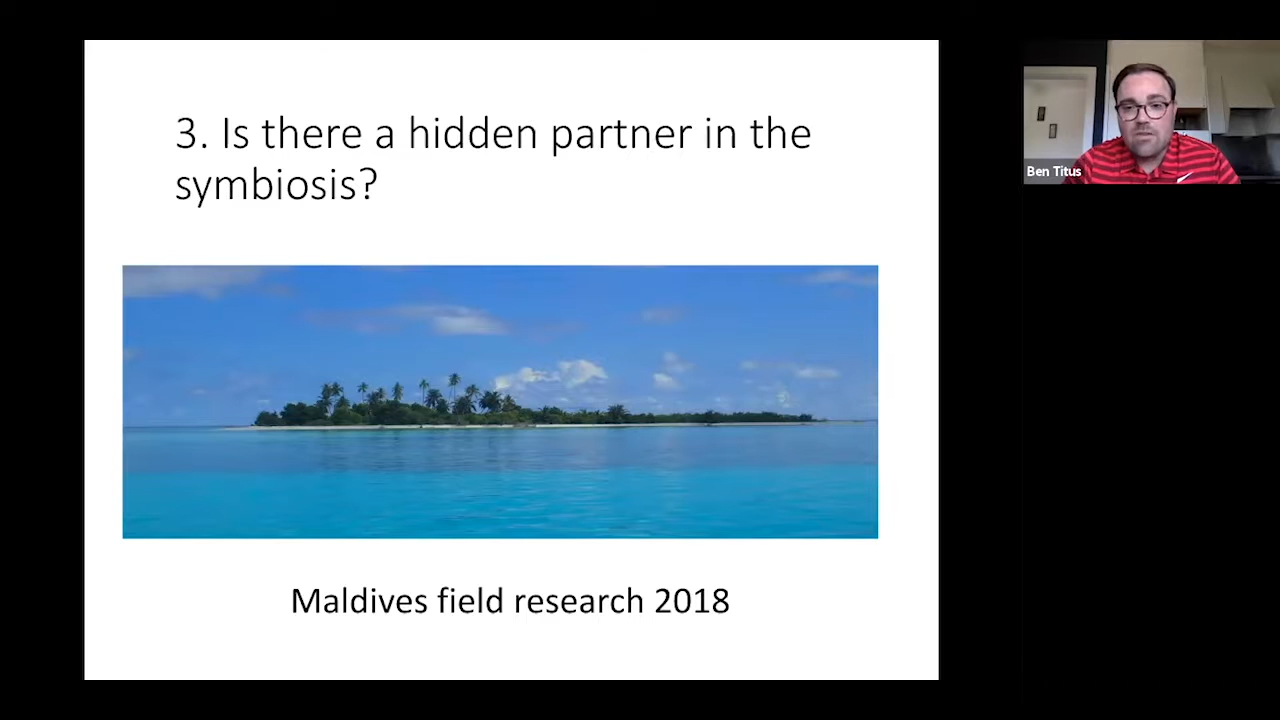 3. Is there a hidden partner in the
symbiosis?
Maldives field research 2018
Ben Titus